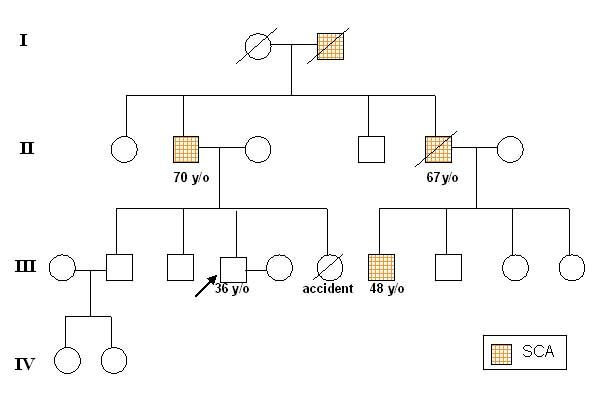 I
II
70 y/o
67 y/o
III
36 y/o
accident
48 y/o
SCA
IV